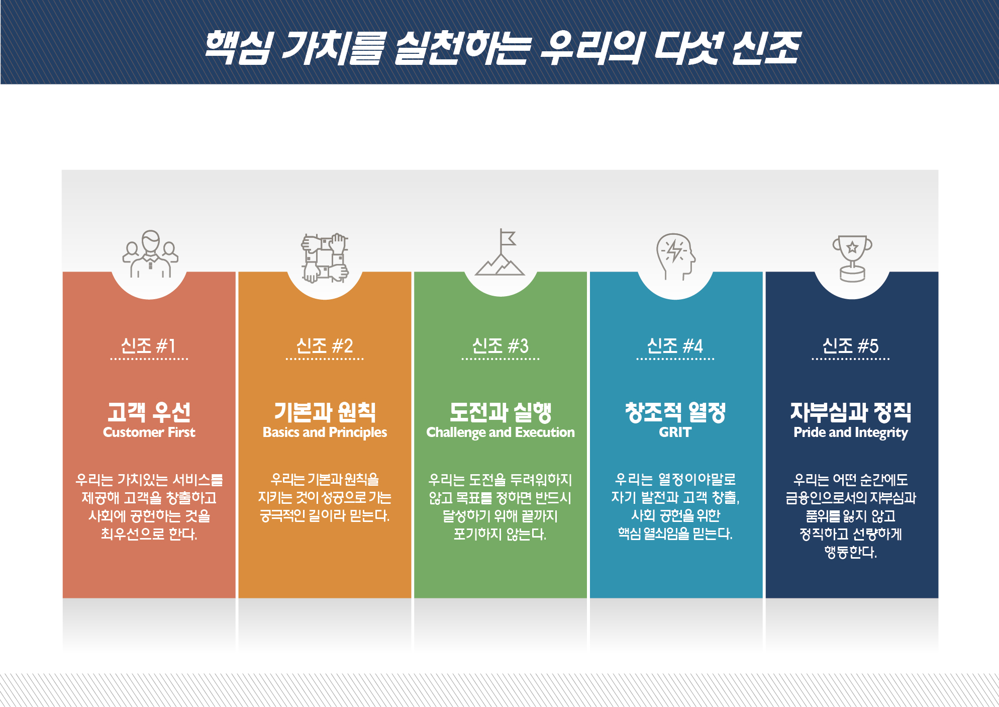 핵심 가치를 실천하는 우리의 다섯 신조
신조 #1
고객 우선
Customer First
우리는 가치있는 서비스를
제공해 고객을 창출하고
사회에 공헌하는 것을
최우선으로 한다.
신조 #2
기본과 원칙
Basics and Principles
우리는 기본과 원칙을
지키는 것이 성공으로 가는
궁극적인 길이라 믿는다.
신조 #3
도전과 실행
Challenge and Execution
우리는 도전을 두려워하지
않고 목표를 정하면 반드시
달성하기 위해 끝까지
포기하지 않는다.
신조 #4
창조적 열정
GRIT
우리는 열정이야말로
자기 발전과 고객 창출,
사회 공헌을 위한
핵심 열쇠임을 믿는다.
신조 #5
자부심과 정직
Pride and Integrity
우리는 어떤 순간에도
금융인으로서의 자부심과
품위를 잃지 않고
정직하고 선량하게
행동한다.